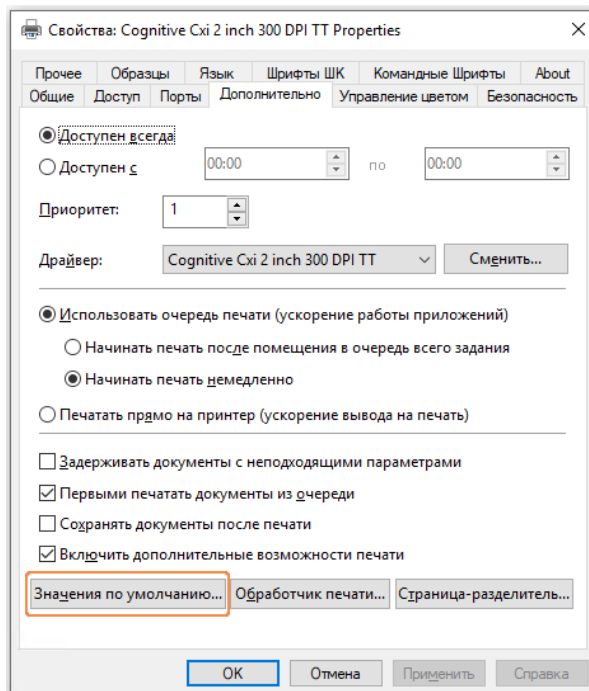 Свойства: Cognitive Cxi 2 inch 300 DPI TT Properties
Прочее Образцы Язык Шрифты ШК Командные Шрифты About
Общие Доступ Порты Дополнительно Управление цветом Безопасность
Доступен всегда
Доступен с 00:00 по 00:00
Приоритет: 1
Драйвер: Cognitive Cxi 2 inch 300 DPI TT Сменить...
Использовать очередь печати (ускорение работы приложений)
Начинать печать после помещения в очередь всего задания
Начинать печать немедленно
Печатать прямо на принтер (ускорение вывода на печать)
Задерживать документы с неподходящими параметрами
Первыми печатать документы из очереди
Сохранять документы после печати
Включить дополнительные возможности печати
Значения по умолчанию... Обработчик печати... Страница-разделитель...
OK Отмена Применить Справка